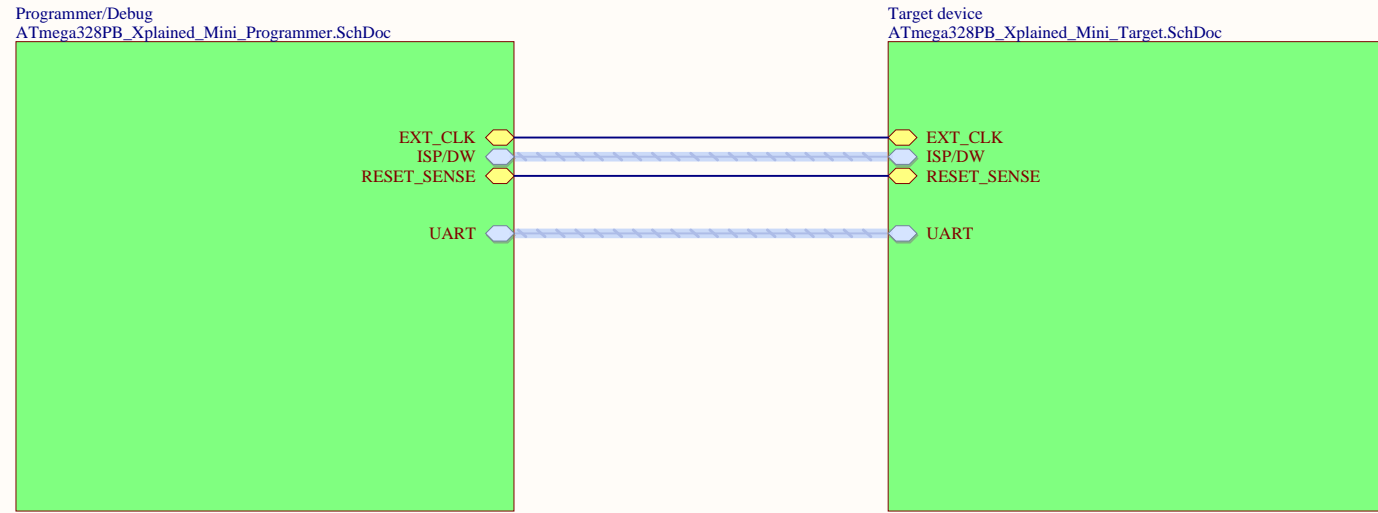 Programmer/Debug
ATmega328PB_Xplained_Mini_Programmer.SchDoc
EXT_CLK
ISP/DW
RESET_SENSE
UART
Target device
ATmega328PB_Xplained_Mini_Target.SchDoc
EXT_CLK
ISP/DW
RESET_SENSE
UART